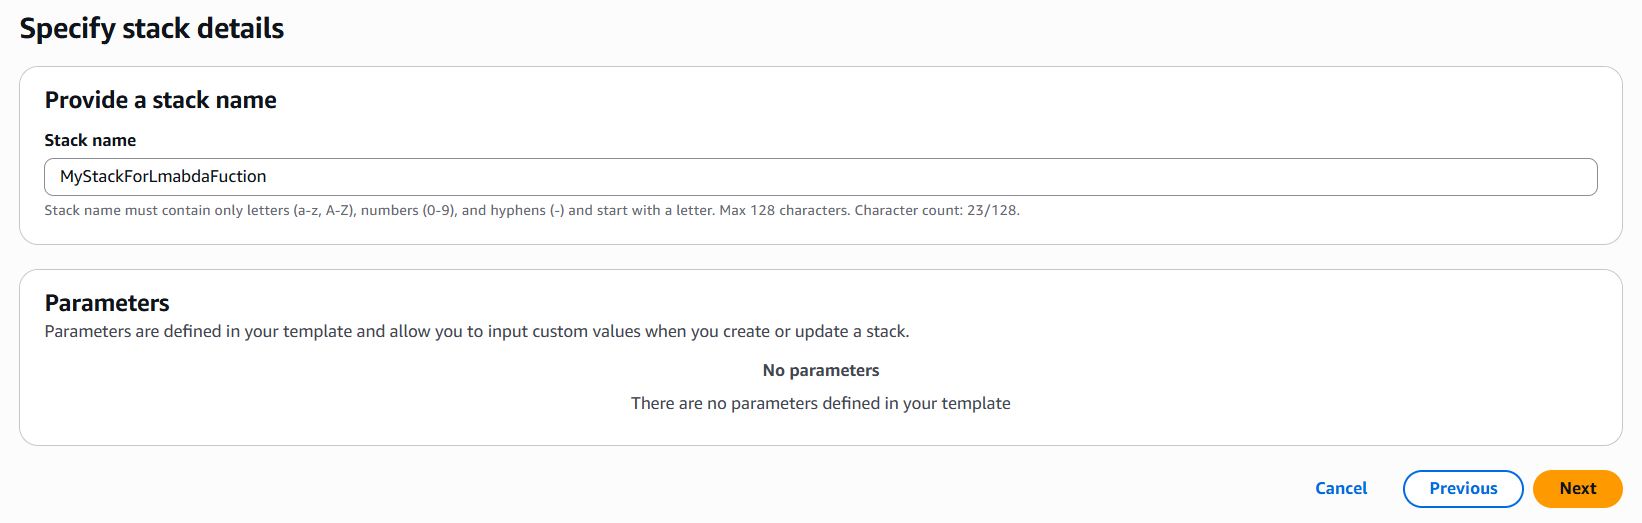 Specify stack details
Provide a stack name
Stack name
MyStackForLmabdaFuction
Stack name must contain only letters (a-z, A-Z), numbers (0-9), and hyphens (-) and start with a letter. Max 128 characters. Character count: 23/128.
Parameters
Parameters are defined in your template and allow you to input custom values when you create or update a stack.
No parameters
There are no parameters defined in your template
Cancel Previous Next